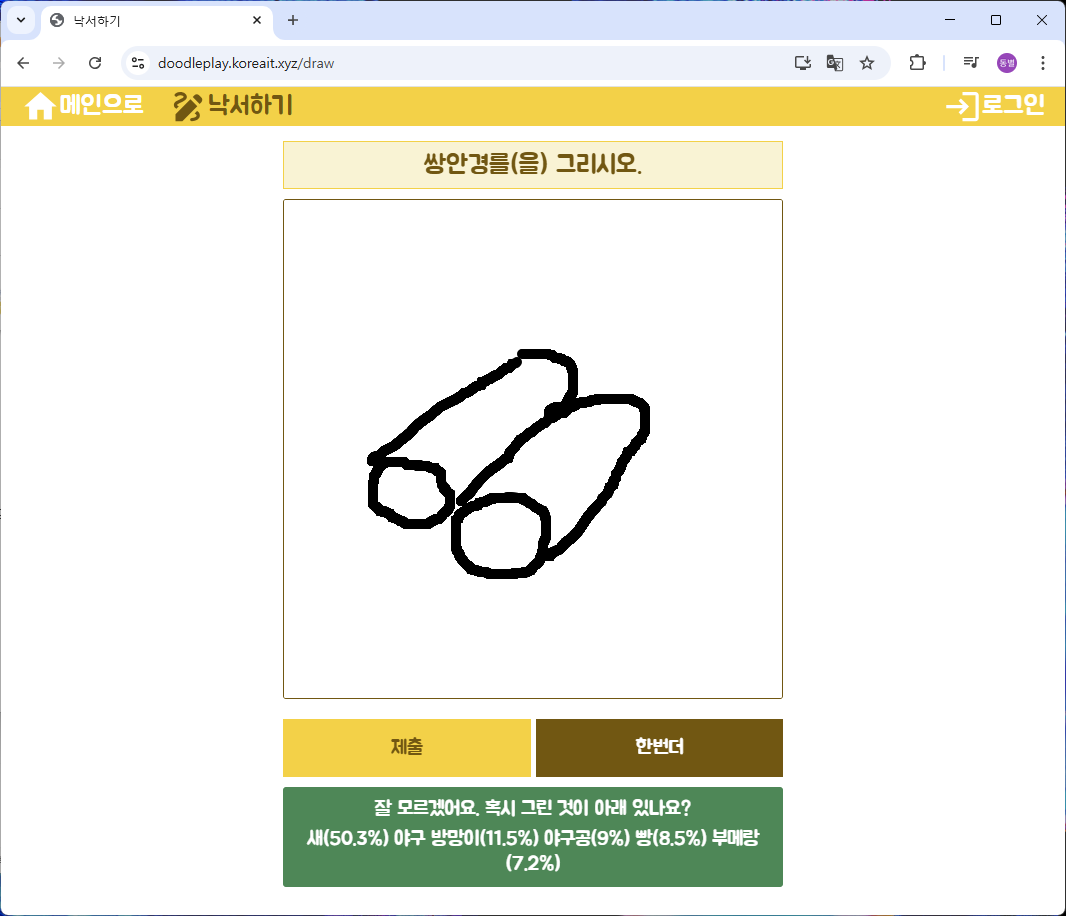 낙서하기
doodleplay.koreait.xyz/draw
동별
메인으로 낙서하기 로그인
쌍안경를(을) 그리시오.
제출 한번더
잘 모르겠어요. 혹시 그린 것이 아래 있나요?
새(50.3%) 야구 방망이(11.5%) 야구공(9%) 빵(8.5%) 부메랑
(7.2%)